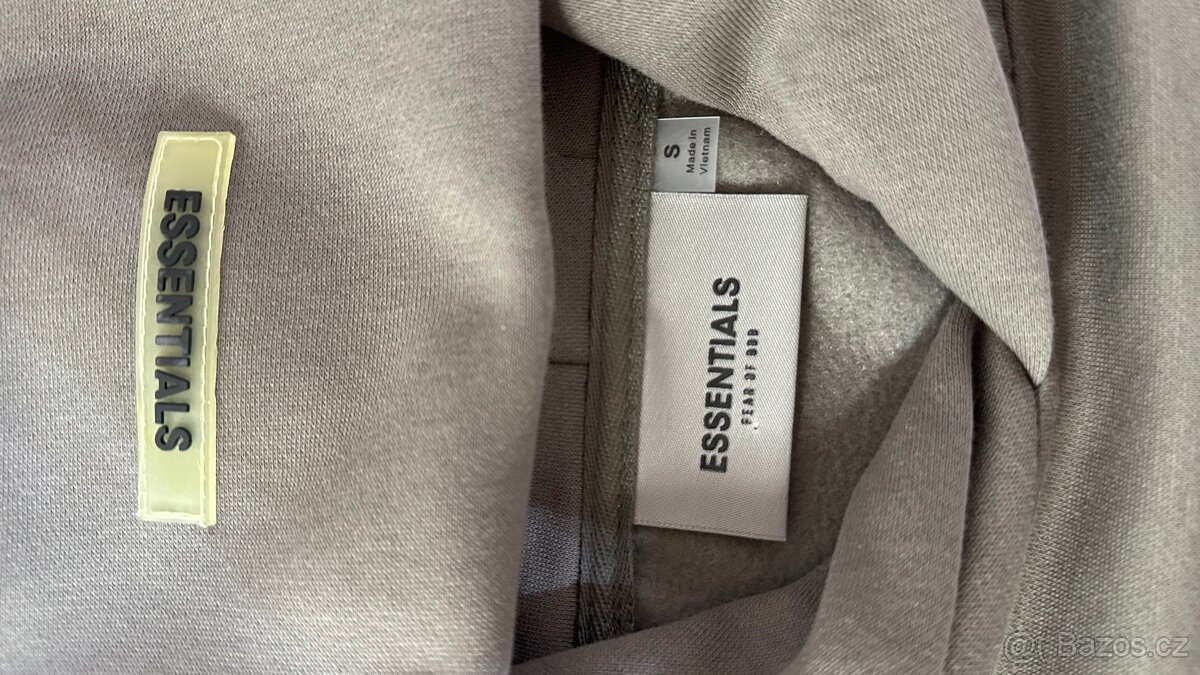 ESSENTIALS
S
Made in
Vietnam
ESSENTIALS
FEAR OF GOD
@ Bazos.cz